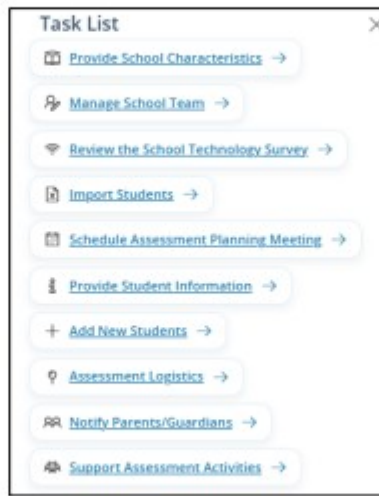 Task List
Provide School Characteristics
Manage School Team
Review the School Technology Survey
Import Students
Schedule Assessment Planning Meeting
Provide Student Information
Add New Students
Assessment Logistics
Notify Parents/Guardians
Support Assessment Activities